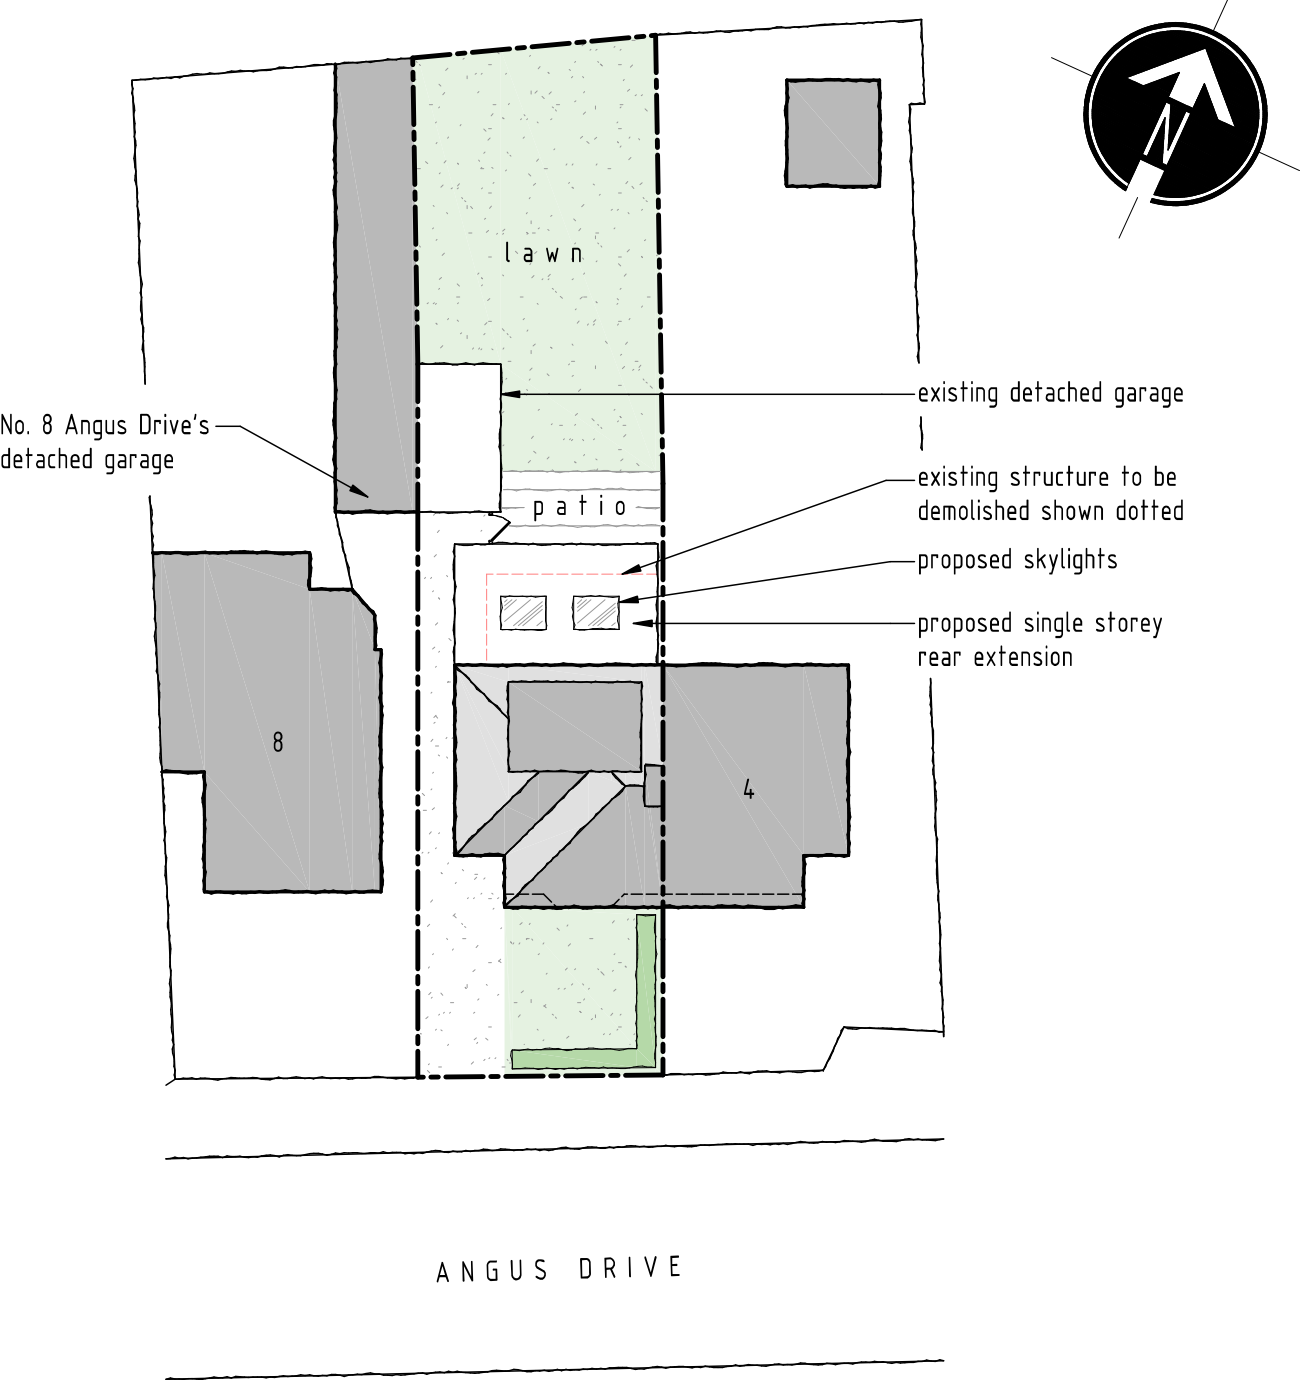 N
lawn
existing detached garage
No. 8 Angus Drive's
detached garage
existing structure to be
demolished shown dotted
patio
proposed skylights
proposed single storey
rear extension
8
4
ANGUS DRIVE